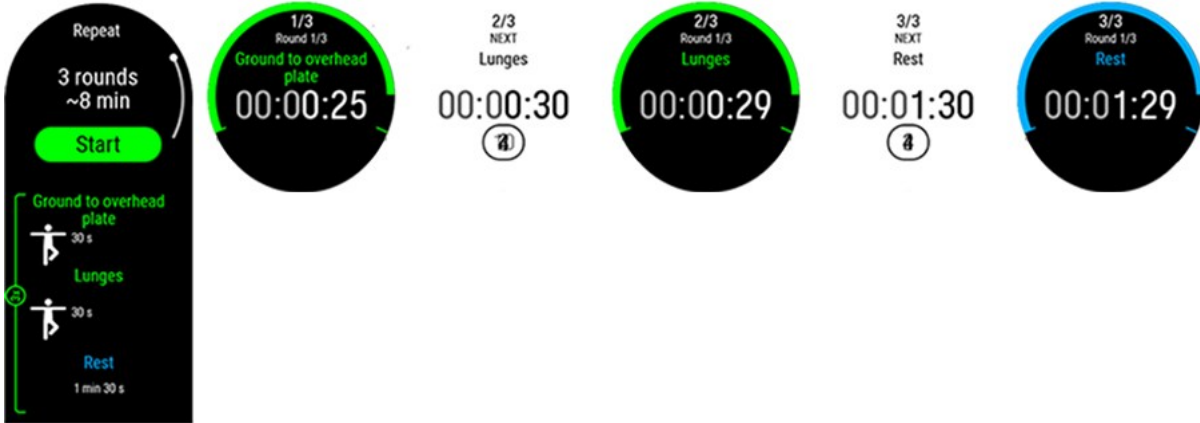 Repeat
3 rounds
~8 min
Start
Ground to overhead
plate
30 s
Lunges
30 s
Rest
1 min 30 s
1/3
Round 1/3
Ground to overhead
plate
00:00:25
2/3
NEXT
Lunges
00:00:30
2/3
Round 1/3
Lunges
00:00:29
3/3
NEXT
Rest
00:01:30
3/3
Round 1/3
Rest
00:01:29